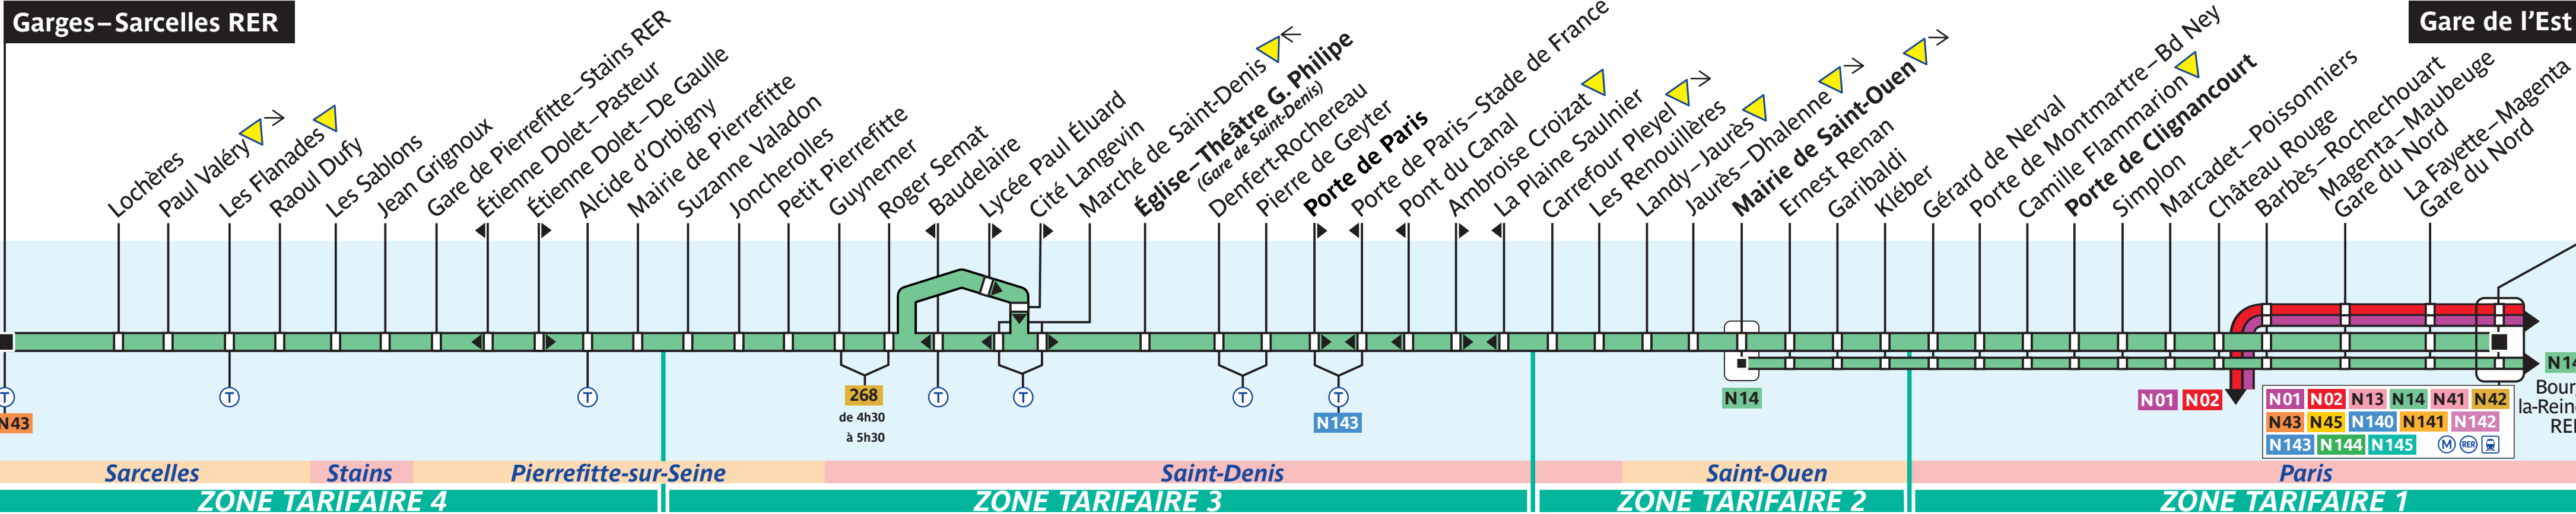 Garges–Sarcelles RER
Lochères
Paul Valéry
Les Flanades
Raoul Dufy
Les Sablons
Jean Grignoux
Gare de Pierrefitte–Stains RER
Étienne Dolet–Pasteur
Étienne Dolet–De Gaulle
Alcide d'Orbigny
Mairie de Pierrefitte
Suzanne Valadon
Joncherolles
Petit Pierrefitte
Guynemer
Roger Semat
Baudelaire
Lycée Paul Éluard
Cité Langevin
Marché de Saint-Denis
Église–Théâtre G. Philipe
(Gare de Saint-Denis)
Denfert-Rochereau
Pierre de Geyter
Porte de Paris
Porte de Paris–Stade de France
Pont du Canal
Ambroise Croizat
La Plaine Saulnier
Carrefour Pleyel
Les Renouillères
Landy–Jaurès
Jaurès–Dhalenne
Mairie de Saint-Ouen
Ernest Renan
Garibaldi
Kléber
Gérard de Nerval
Porte de Montmartre–Bd Ney
Camille Flammarion
Porte de Clignancourt
Simplon
Marcadet–Poissonniers
Château Rouge
Barbès–Rochechouart
Magenta–Maubeuge
Gare du Nord
La Fayette–Magenta
Gare du Nord
Gare de l'Est
T
N43
T
T
268
de 4h30
à 5h30
T
T
T
T
N143
N14
N01 N02
N01 N02 N13 N14 N41 N42
N43 N45 N140 N141 N142
N143 N144 N145 M RER
N14
Bour
la-Rein
RE
Sarcelles
Stains
Pierrefitte-sur-Seine
Saint-Denis
Saint-Ouen
Paris
ZONE TARIFAIRE 4
ZONE TARIFAIRE 3
ZONE TARIFAIRE 2
ZONE TARIFAIRE 1